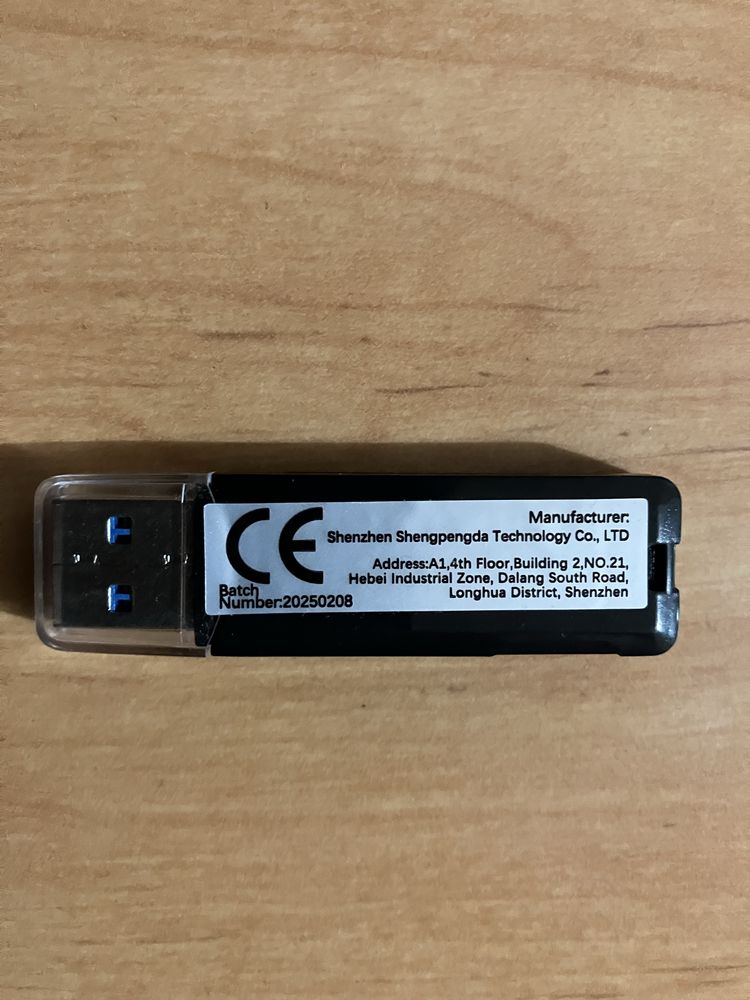 CE
Batch
Number:20250208
Manufacturer:
Shenzhen Shengpengda Technology Co., LTD
Address:A1,4th Floor,Building 2,NO.21,
Hebei Industrial Zone, Dalang South Road,
Longhua District, Shenzhen